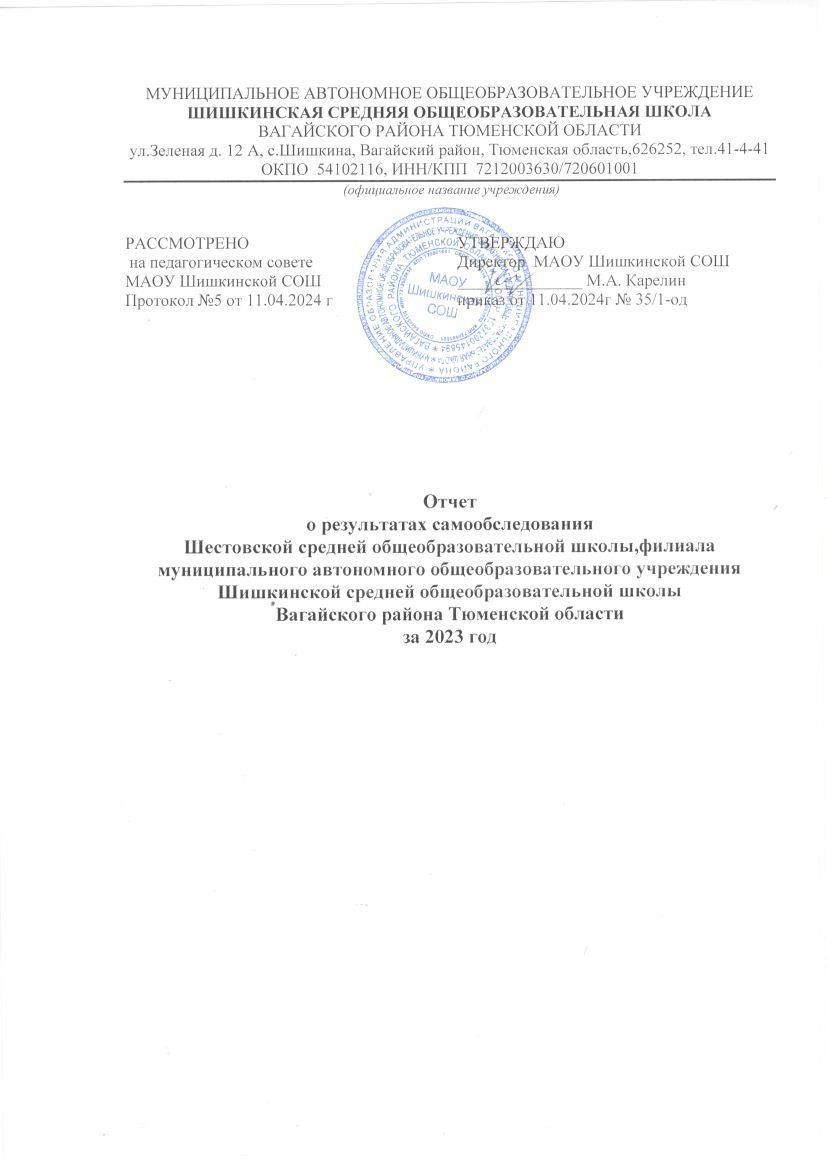 МУНИЦИПАЛЬНОЕ АВТОНОМНОЕ ОБЩЕОБРАЗОВАТЕЛЬНОЕ УЧРЕЖДЕНИЕ
ШИШКИНСКАЯ СРЕДНЯЯ ОБЩЕОБРАЗОВАТЕЛЬНАЯ ШКОЛА
ВАГАЙСКОГО РАЙОНА ТЮМЕНСКОЙ ОБЛАСТИ
ул.Зеленая д. 12 А, с.Шишкина, Вагайский район, Тюменская область,626252, тел.41-4-41
ОКПО 54102116, ИНН/КПП 7212003630/720601001
(официальное название учреждения)
РАССМОТРЕНО
на педагогическом совете
МАОУ Шишкинской СОШ
Протокол №5 от 11.04.2024 г
УТВЕРЖДАЮ
Директор МАОУ Шишкинской СОШ
М.А. Карелин
приказ от 11.04.2024г № 35/1-од
МАОУ
Шишкинская
СОШ
Отчет
о результатах самообследования
Шестовской средней общеобразовательной школы,филиала
муниципального автономного общеобразовательного учреждения
Шишкинской средней общеобразовательной школы
Вагайского района Тюменской области
за 2023 год